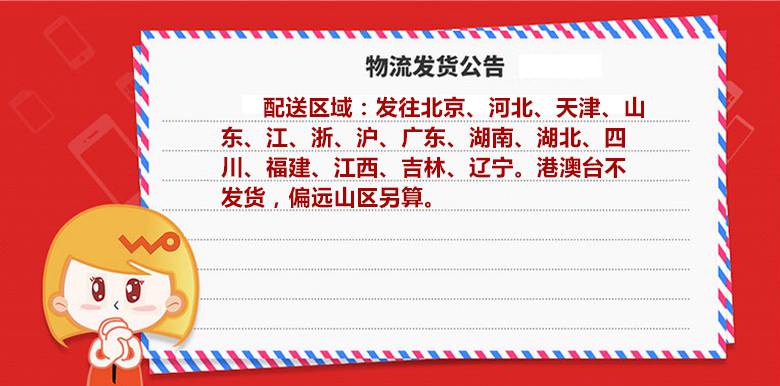 物流发货公告
配送区域：发往北京、河北、天津、山
东、江、浙、沪、广东、湖南、湖北、四
川、福建、江西、吉林、辽宁。港澳台不
发货，偏远山区另算。